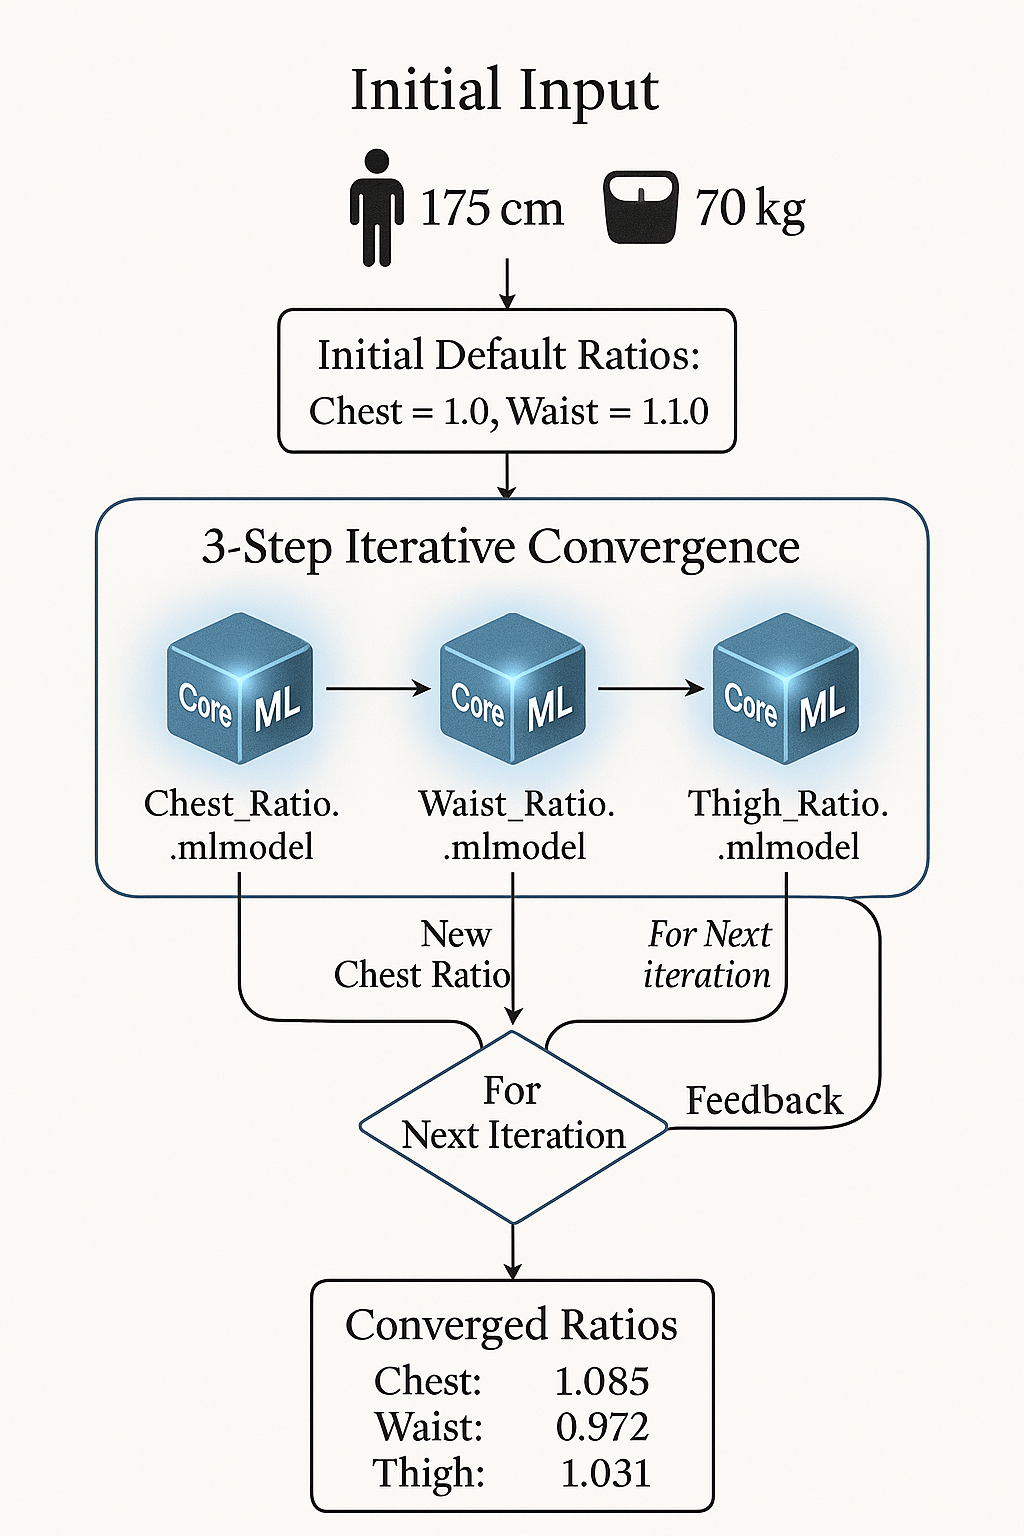 Initial Input
175 cm
70 kg
Initial Default Ratios:
Chest = 1.0, Waist = 1.1.0
3-Step Iterative Convergence
Core ML
Core ML
Core ML
Chest_Ratio.
.mlmodel
Waist_Ratio.
.mlmodel
Thigh_Ratio.
.mlmodel
New
Chest Ratio
For Next
iteration
For
Next Iteration
Feedback
Converged Ratios
Chest: 1.085
Waist: 0.972
Thigh: 1.031